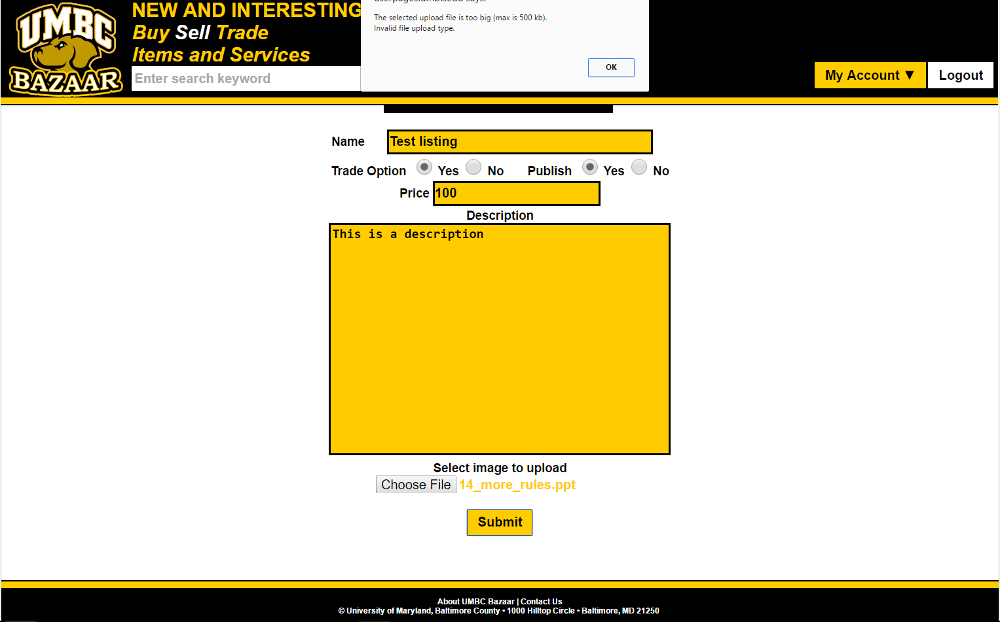 UMBC
BAZAAR
NEW AND INTERESTING
Buy Sell Trade
Items and Services
Enter search keyword
The selected upload file is too big (max is 500 kb).
Invalid file upload type.
OK
My Account ▼
Logout
Name Test listing
Trade Option Yes No Publish Yes No
Price 100
Description
This is a description
Select image to upload
Choose File 14_more_rules.ppt
Submit
About UMBC Bazaar | Contact Us
© University of Maryland, Baltimore County • 1000 Hilltop Circle • Baltimore, MD 21250